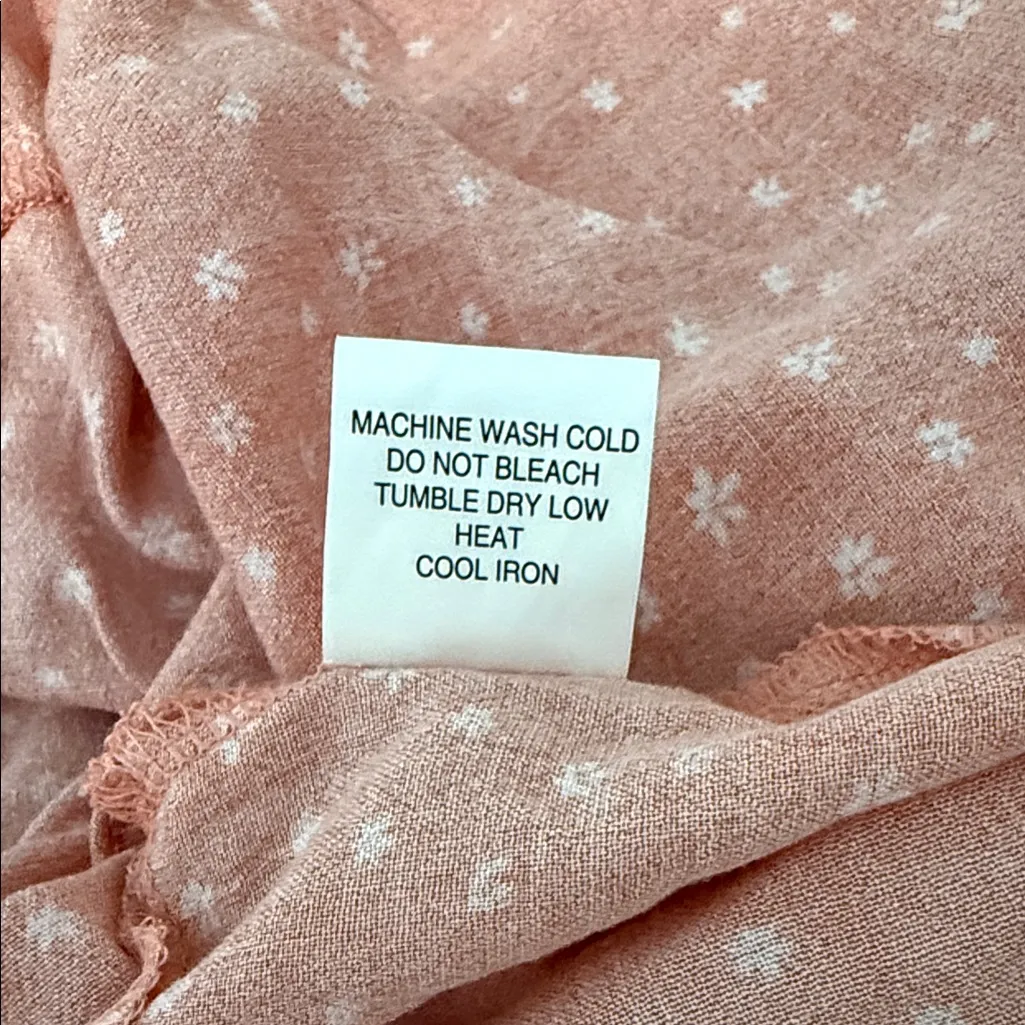 MACHINE WASH COLD
DO NOT BLEACH
TUMBLE DRY LOW
HEAT
COOL IRON